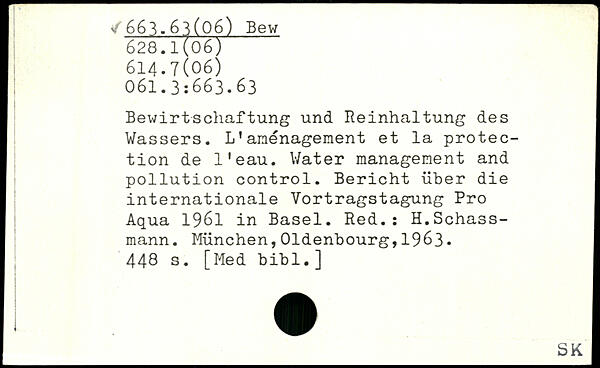 ✓663.63(06) Bew
628.1(06)
614.7(06)
061.3:663.63
Bewirtschaftung und Reinhaltung des
Wassers. L'aménagement et la protec-
tion de l'eau. Water management and
pollution control. Bericht über die
internationale Vortragstagung Pro
Aqua 1961 in Basel. Red.: H.Schass-
mann. München,Oldenbourg,1963.
448 s. [Med bibl.]
SK